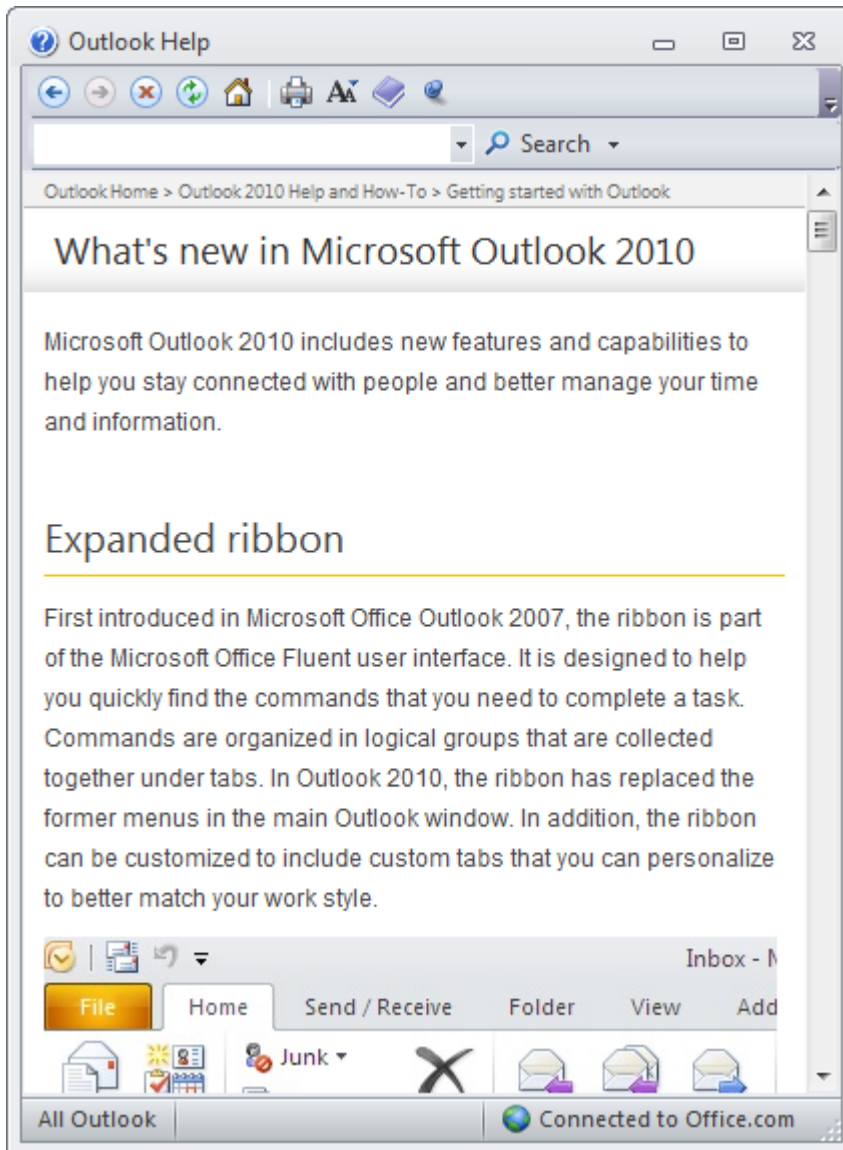 Outlook Help
Search
Outlook Home > Outlook 2010 Help and How-To > Getting started with Outlook
What's new in Microsoft Outlook 2010
Microsoft Outlook 2010 includes new features and capabilities to
help you stay connected with people and better manage your time
and information.
Expanded ribbon
First introduced in Microsoft Office Outlook 2007, the ribbon is part
of the Microsoft Office Fluent user interface. It is designed to help
you quickly find the commands that you need to complete a task.
Commands are organized in logical groups that are collected
together under tabs. In Outlook 2010, the ribbon has replaced the
former menus in the main Outlook window. In addition, the ribbon
can be customized to include custom tabs that you can personalize
to better match your work style.
Inbox -
File Home Send / Receive Folder View Add
Junk
All Outlook Connected to Office.com